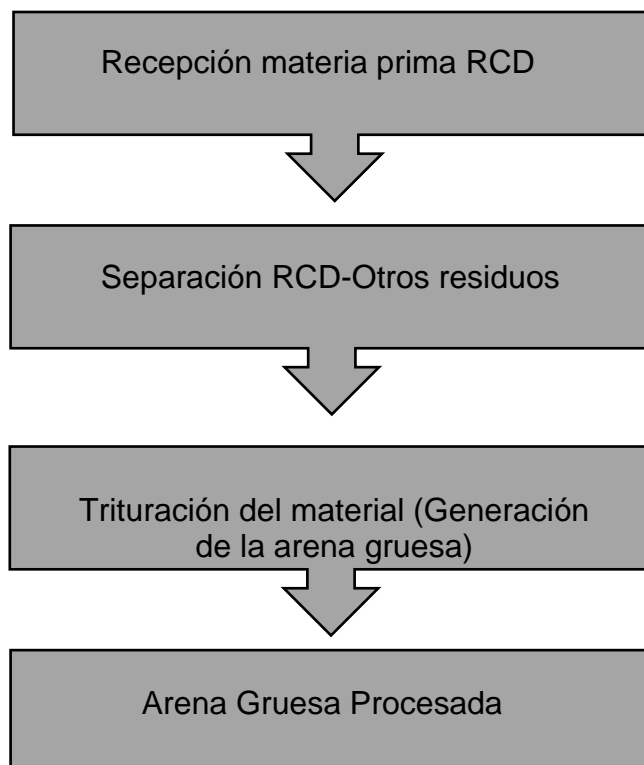 Recepción materia prima RCD
Separación RCD-Otros residuos
Trituración del material (Generación
de la arena gruesa)
Arena Gruesa Procesada